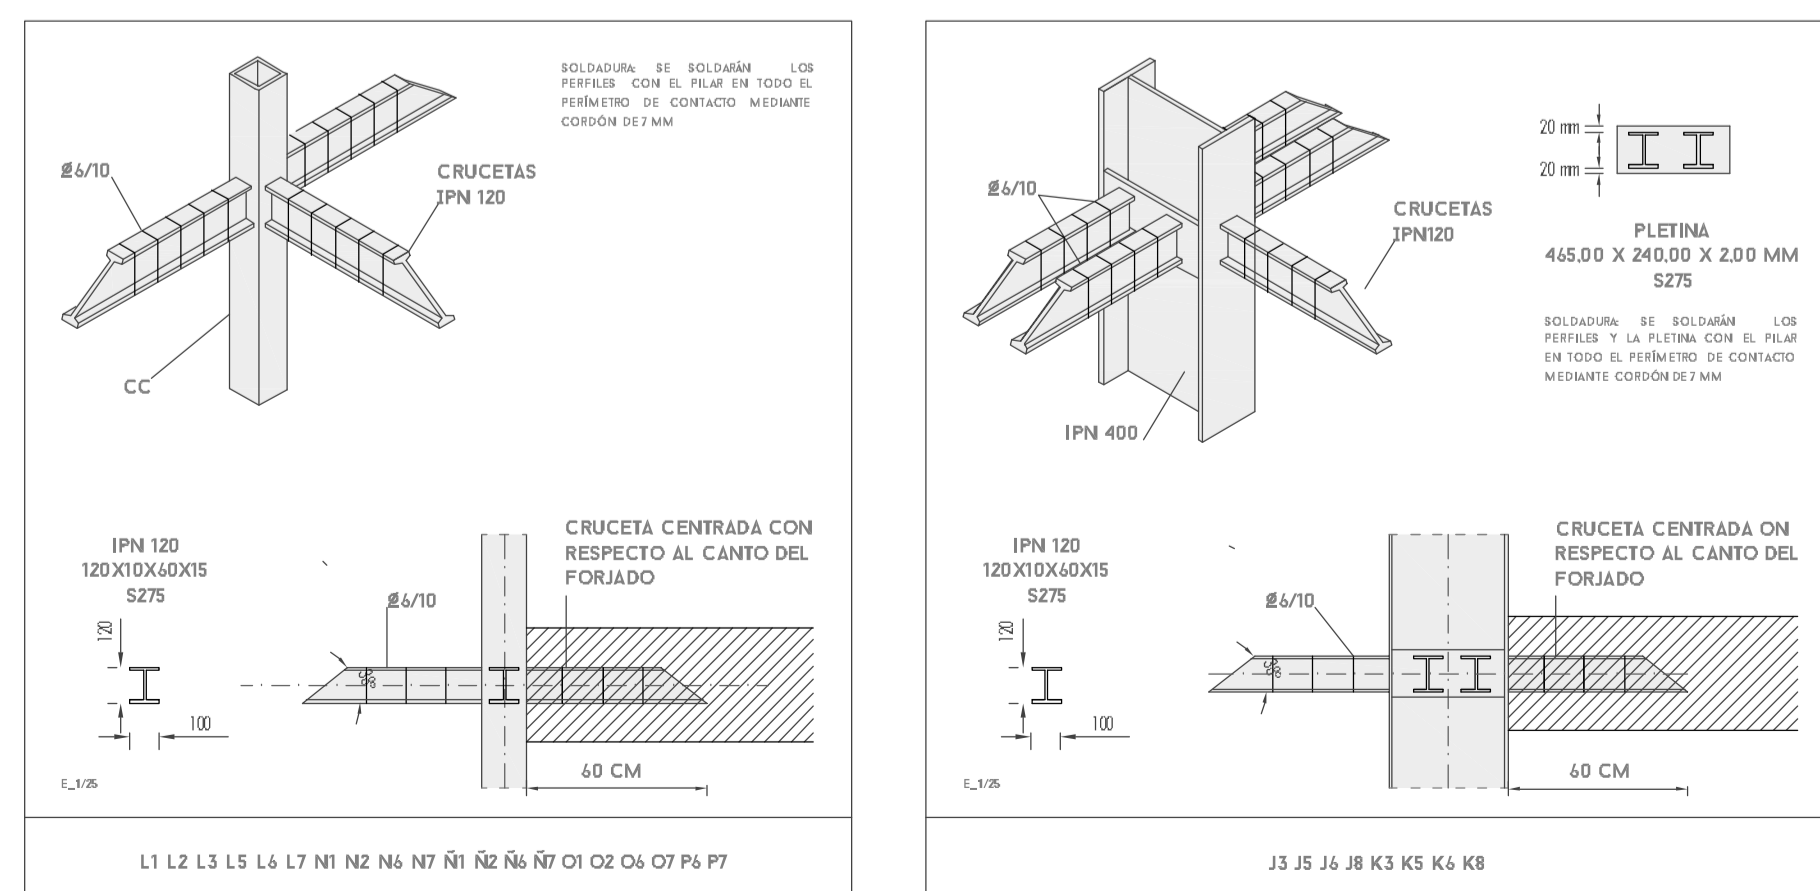 SOLDADURA: SE SOLDARÁN LOS
PERFILES CON EL PILAR EN TODO EL
PERÍMETRO DE CONTACTO MEDIANTE
CORDÓN DE 7 MM
Ø6/10
CRUCETAS
IPN 120
CC
CRUCETA CENTRADA CON
RESPECTO AL CANTO DEL
FORJADO
IPN 120
120X10X60X15
S275
Ø6/10
120
100
60 CM
E_1/25
L1 L2 L3 L5 L6 L7 N1 N2 N6 N7 Ñ1 Ñ2 Ñ6 Ñ7 O1 O2 O6 O7 P6 P7
20 mm
20 mm
Ø6/10
CRUCETAS
IPN120
PLETINA
465,00 X 240,00 X 2,00 MM
S275
SOLDADURA: SE SOLDARÁN LOS
PERFILES Y LA PLETINA CON EL PILAR
EN TODO EL PERÍMETRO DE CONTACTO
MEDIANTE CORDÓN DE 7 MM
IPN 400
CRUCETA CENTRADA ON
RESPECTO AL CANTO DEL
FORJADO
IPN 120
120X10X60X15
S275
Ø6/10
120
100
60 CM
E_1/25
J3 J5 J6 J8 K3 K5 K6 K8